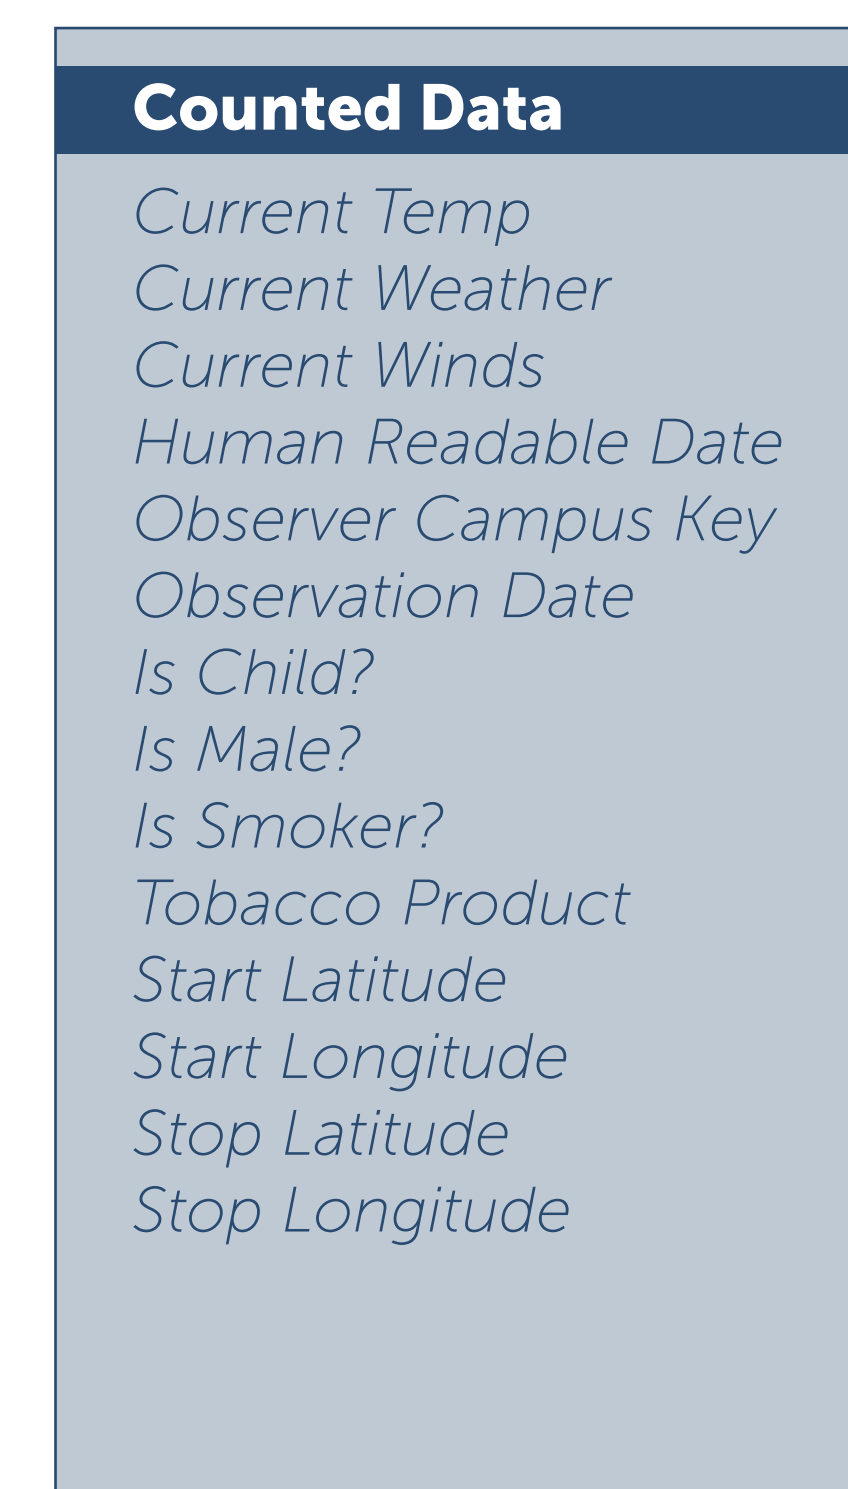 Counted Data
Current Temp
Current Weather
Current Winds
Human Readable Date
Observer Campus Key
Observation Date
Is Child?
Is Male?
Is Smoker?
Tobacco Product
Start Latitude
Start Longitude
Stop Latitude
Stop Longitude